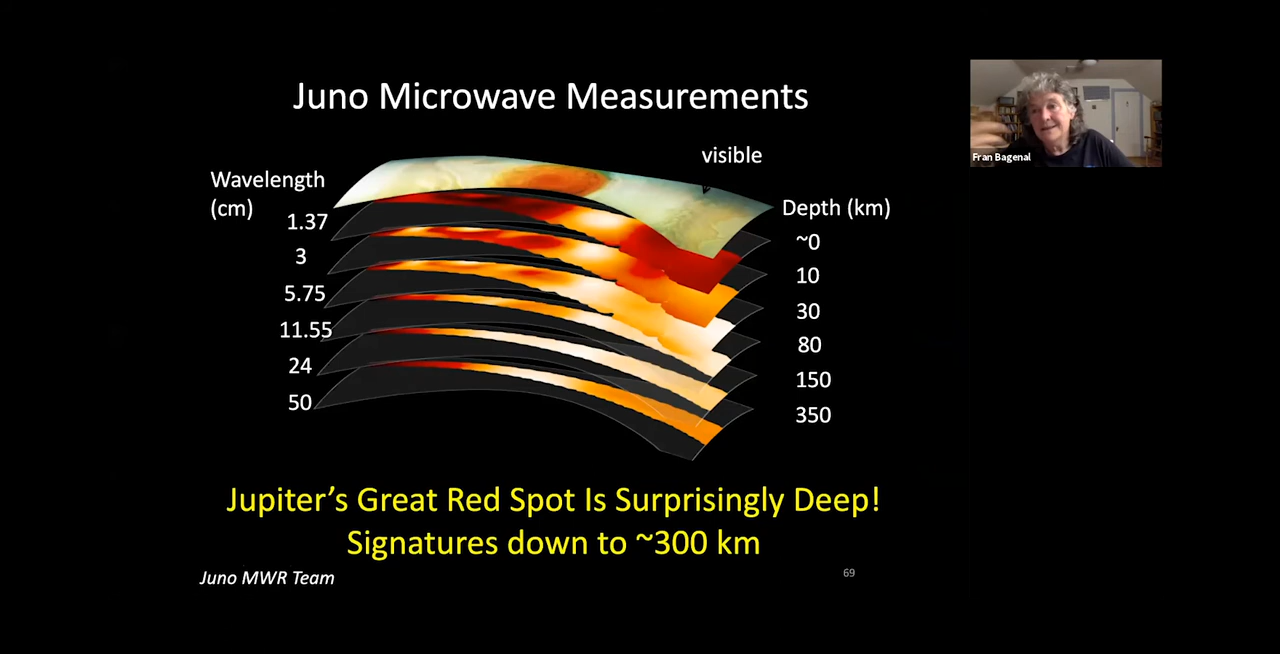 Juno Microwave Measurements
Fran Bagenal
visible
Wavelength
(cm)
Depth (km)
1.37
~0
3
10
5.75
30
11.55
80
24
150
50
350
Jupiter’s Great Red Spot Is Surprisingly Deep!
Signatures down to ~300 km
Juno MWR Team
69